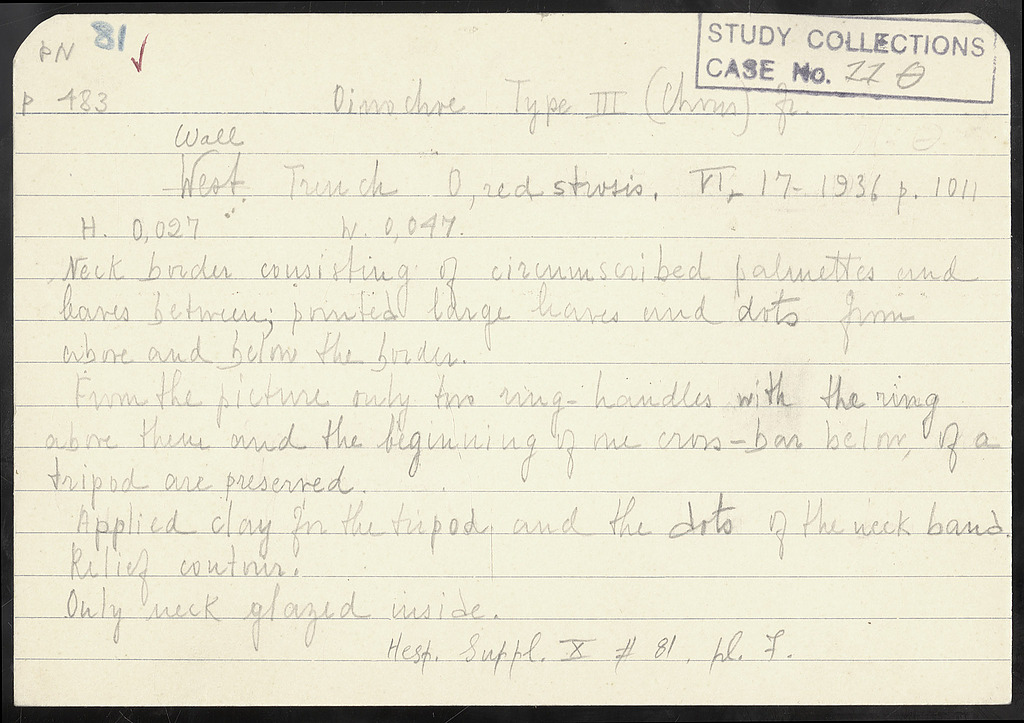 PN 81 ✓
STUDY COLLECTIONS
CASE No. 11 θ
P 483 Oinochoe Type III (Chous) fr.
Wall
West Trench O, red strosis. VI, 17-1936 p. 1011
H. 0,027 W. 0,047.
Neck border consisting of circumscribed palmettes and
leaves between; pointed large leaves and dots from
above and below the border.
From the picture only two ring-handles with the ring
above them and the beginning of one cross-bar below, of a
tripod are preserved.
Applied clay for the tripod, and the dots of the neck band.
Relief contour.
Only neck glazed inside.
Hesp. Suppl. X # 81. pl. 7.